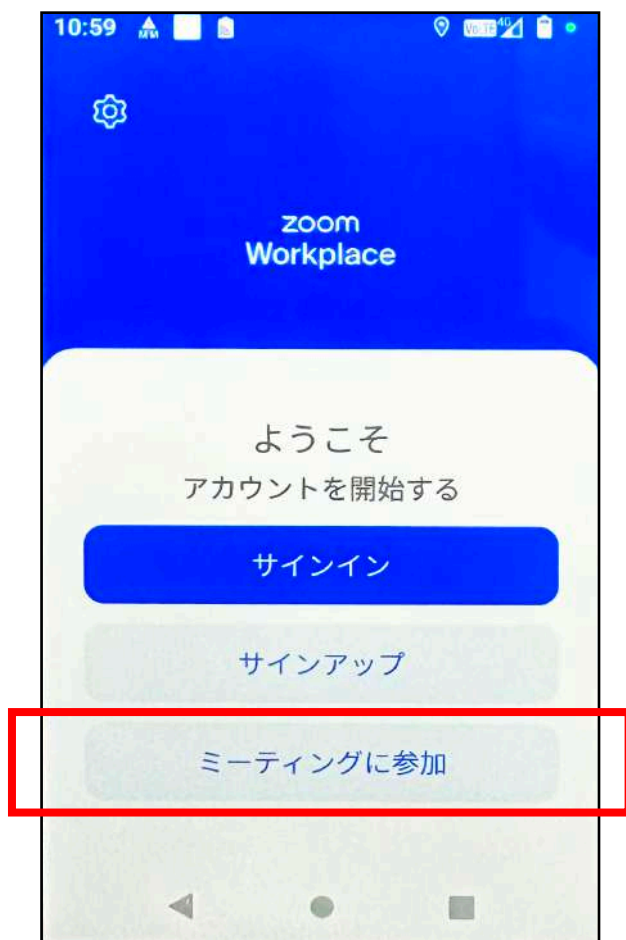 10:59
zoom
Workplace
ようこそ
アカウントを開始する
サインイン
サインアップ
ミーティングに参加